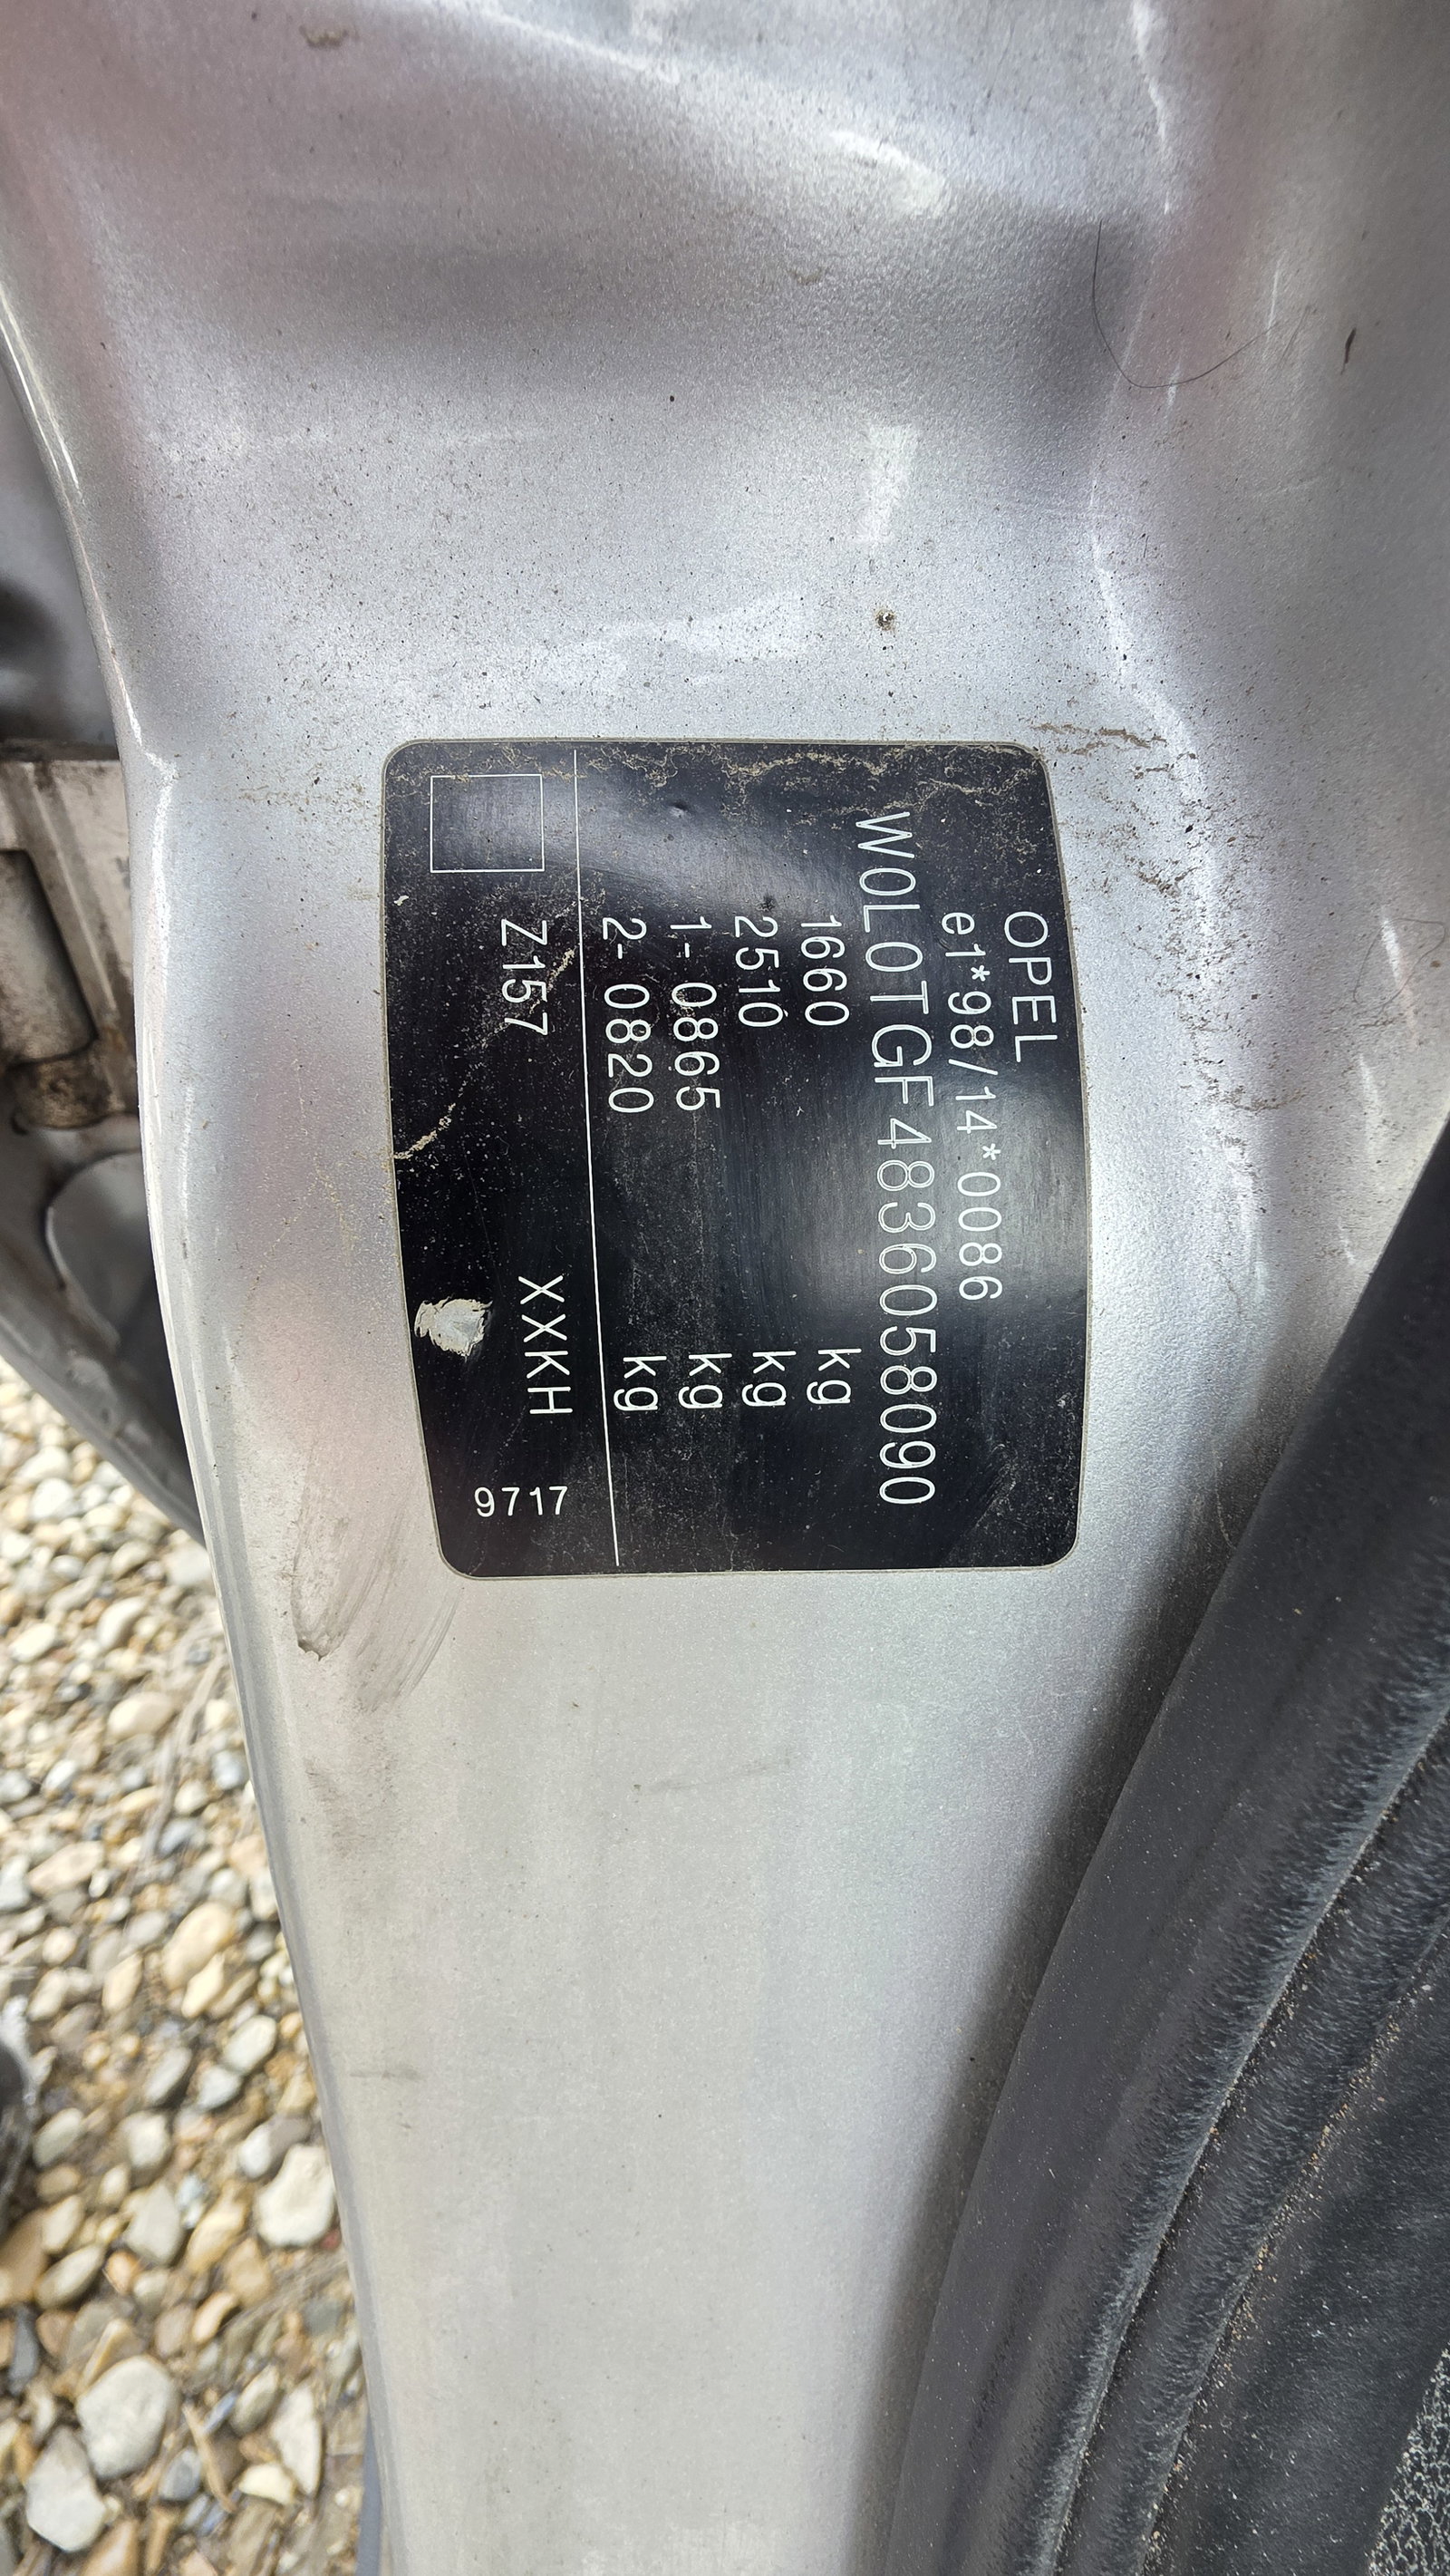 OPEL
e1*98/14*0086
W0L0TGF4836058090
1660 kg
2510 kg
1- 0865 kg
2- 0820 kg
Z157 XXKH 9717